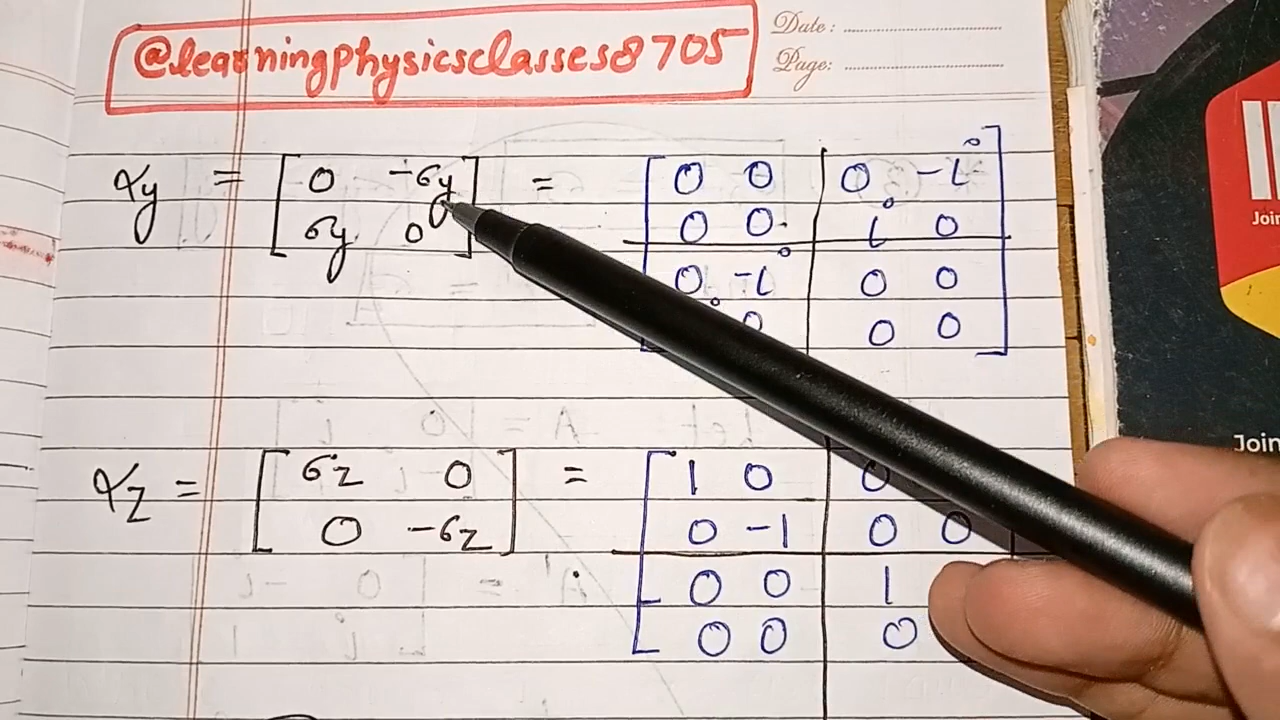 Date: ....................
@learningphysicsclasses8705
Page: ....................
αy = [ 0 -σy ] = [ 0 0 | 0 -i ]
[ σy 0 ] [ 0 0 | i 0 ]
[ 0 -i | 0 0 ]
[ 0 | 0 0 ]
αz = [ σz 0 ] = [ 1 0 | 0
[ 0 -σz ] [ 0 -1 | 0 0
[ 0 0 | 1
[ 0 0 | 0
Join
Join